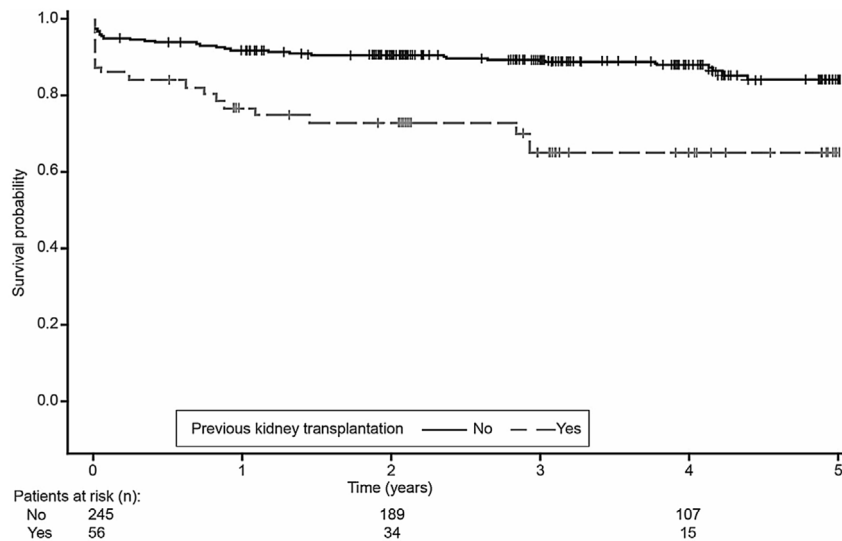 1.0
0.8
0.6
0.4
0.2
0.0
Survival probability
Previous kidney transplantation No Yes
0 1 2 3 4 5
Time (years)
Patients at risk (n):
No 245 189 107
Yes 56 34 15